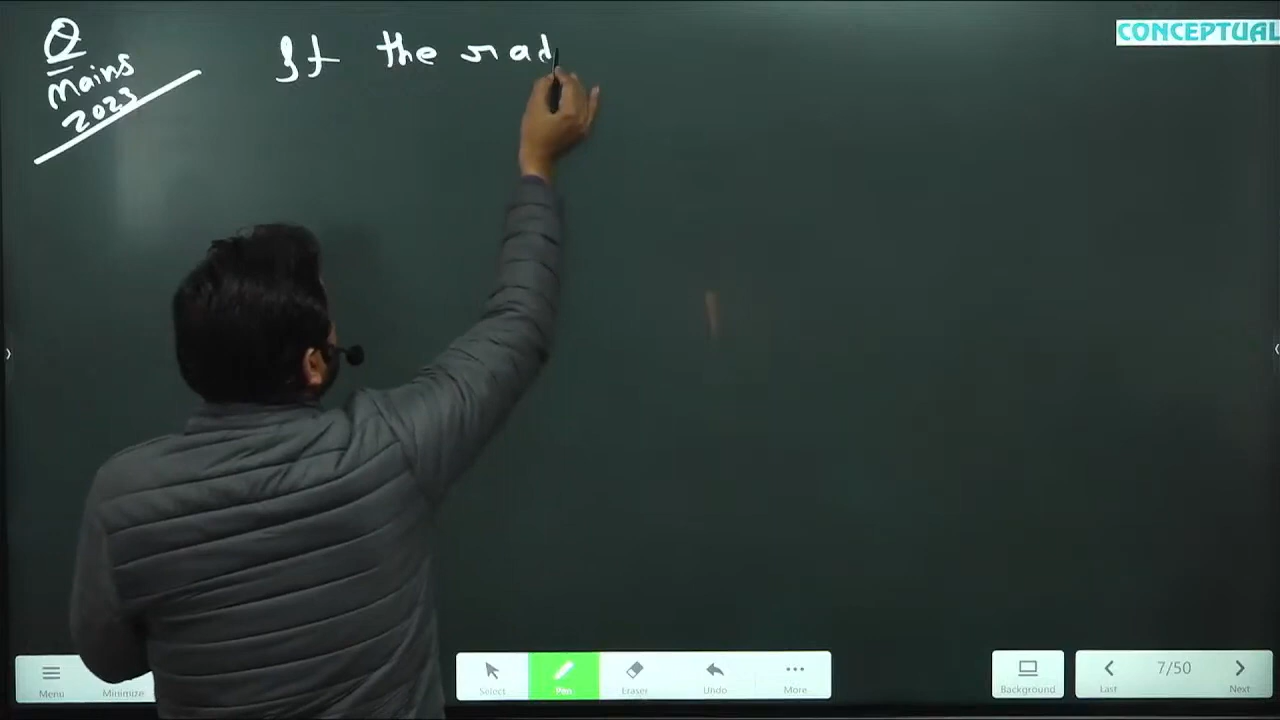 Q
Mains
2023
If the rad
CONCEPTUAL
Menu
Minimize
Select
Pen
Eraser
Undo
More
Background
Last
7/50
Next